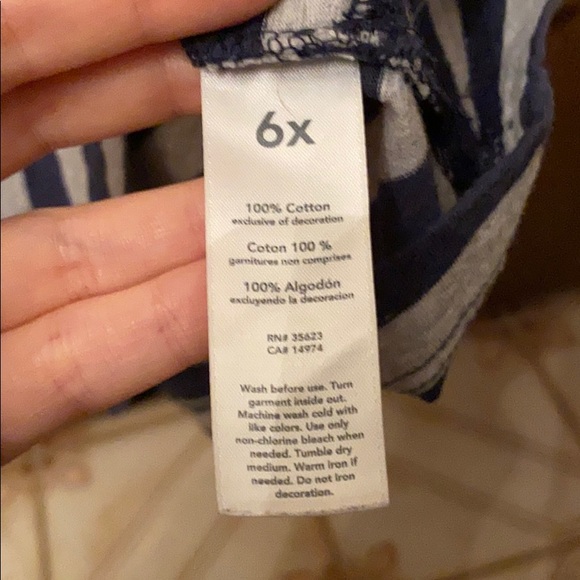 6x
100% Cotton
exclusive of decoration
Coton 100 %
garnitures non comprises
100% Algodón
excluyendo la decoracion
RN# 35623
CA# 14974
Wash before use. Turn
garment inside out.
Machine wash cold with
like colors. Use only
non-chlorine bleach when
needed. Tumble dry
medium. Warm iron if
needed. Do not iron
decoration.